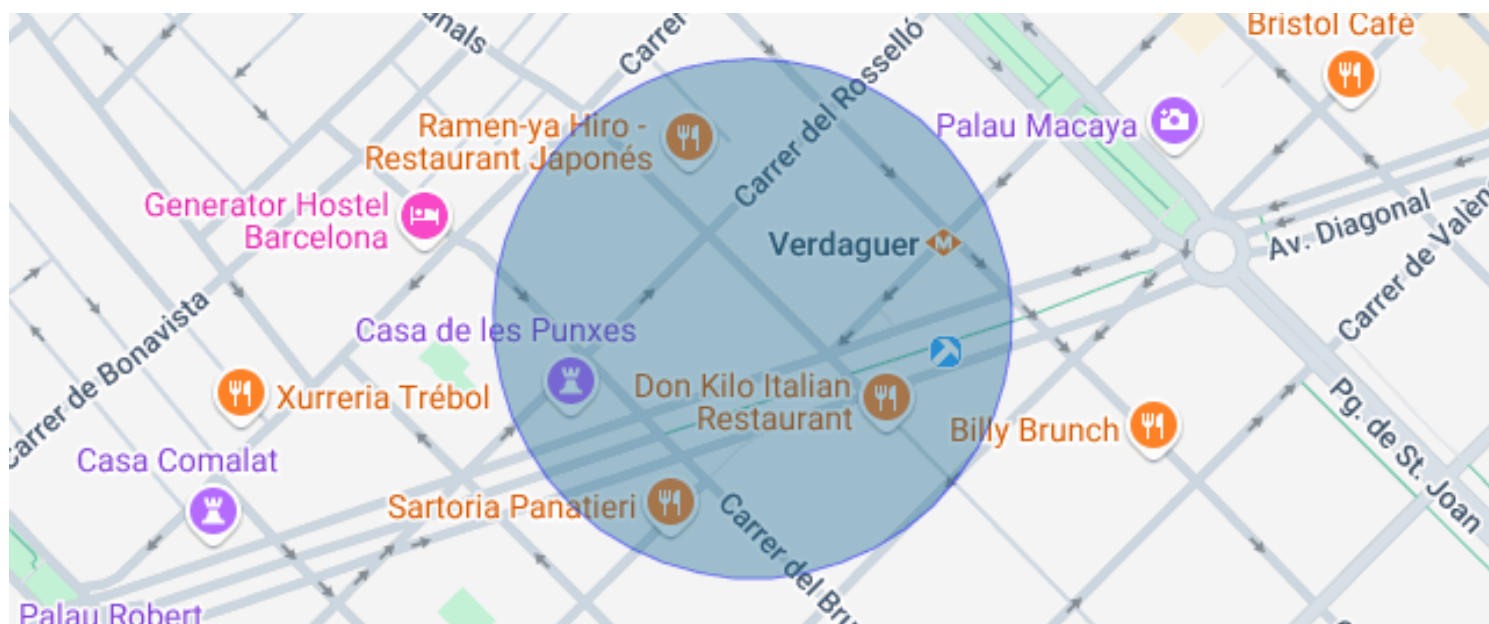 Carrer
Carrer del Rosselló
Bristol Café
Ramen-ya Hiro -
Restaurant Japonés
Palau Macaya
Generator Hostel
Barcelona
Verdaguer
Av. Diagonal
Carrer de Bonavista
Casa de les Punxes
Xurreria Trébol
Don Kilo Italian
Restaurant
Billy Brunch
Pg. de St. Joan
Casa Comalat
Sartoria Panatieri
Palau Robert